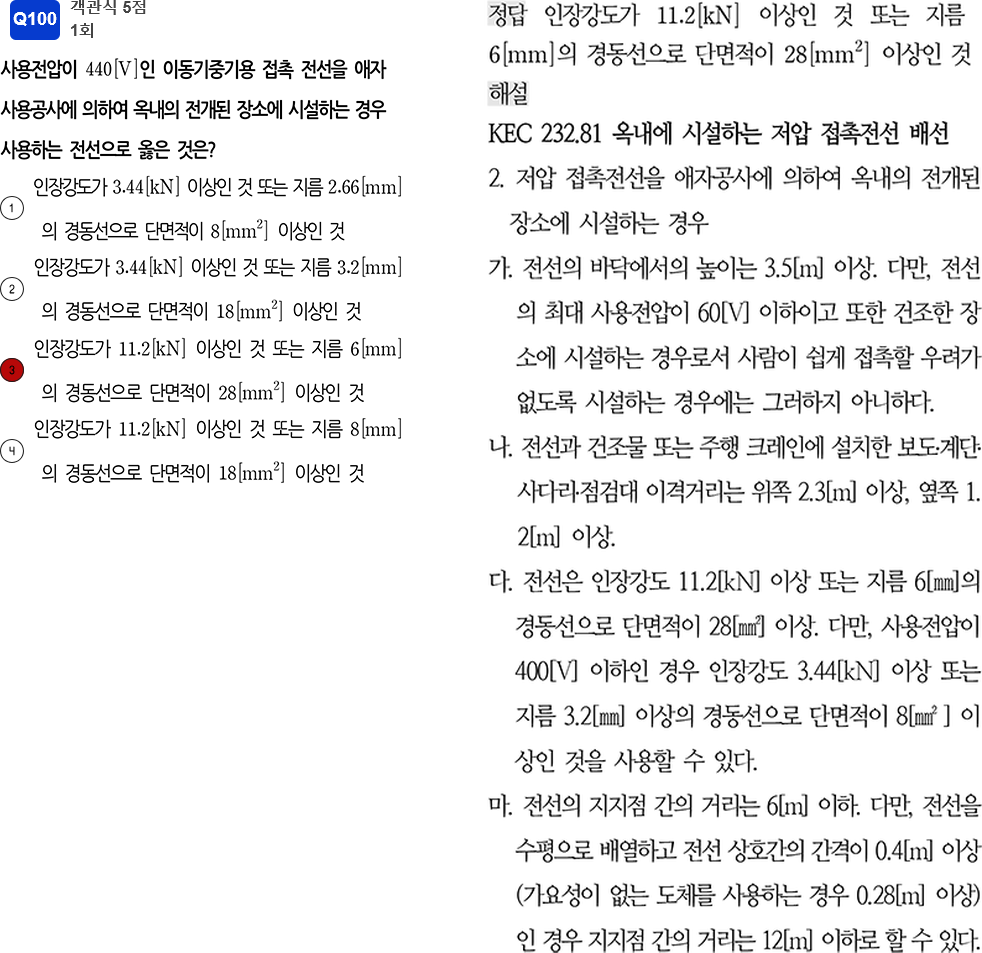 Q100
객관식 5점
1회
사용전압이 440[V]인 이동기중기용 접촉 전선을 애자
사용공사에 의하여 옥내의 전개된 장소에 시설하는 경우
사용하는 전선으로 옳은 것은?
① 인장강도가 3.44[kN] 이상인 것 또는 지름 2.66[mm]
의 경동선으로 단면적이 8[mm²] 이상인 것
② 인장강도가 3.44[kN] 이상인 것 또는 지름 3.2[mm]
의 경동선으로 단면적이 18[mm²] 이상인 것
③ 인장강도가 11.2[kN] 이상인 것 또는 지름 6[mm]
의 경동선으로 단면적이 28[mm²] 이상인 것
④ 인장강도가 11.2[kN] 이상인 것 또는 지름 8[mm]
의 경동선으로 단면적이 18[mm²] 이상인 것
정답 인장강도가 11.2[kN] 이상인 것 또는 지름
6[mm]의 경동선으로 단면적이 28[mm²] 이상인 것
해설
KEC 232.81 옥내에 시설하는 저압 접촉전선 배선
2. 저압 접촉전선을 애자공사에 의하여 옥내의 전개된
장소에 시설하는 경우
가. 전선의 바닥에서의 높이는 3.5[m] 이상. 다만, 전선
의 최대 사용전압이 60[V] 이하이고 또한 건조한 장
소에 시설하는 경우로서 사람이 쉽게 접촉할 우려가
없도록 시설하는 경우에는 그러하지 아니하다.
나. 전선과 건조물 또는 주행 크레인에 설치한 보도·계단·
사다리·점검대 이격거리는 위쪽 2.3[m] 이상, 옆쪽 1.
2[m] 이상.
다. 전선은 인장강도 11.2[kN] 이상 또는 지름 6[㎜]의
경동선으로 단면적이 28[㎟] 이상. 다만, 사용전압이
400[V] 이하인 경우 인장강도 3.44[kN] 이상 또는
지름 3.2[㎜] 이상의 경동선으로 단면적이 8[㎟ ] 이
상인 것을 사용할 수 있다.
마. 전선의 지지점 간의 거리는 6[m] 이하. 다만, 전선을
수평으로 배열하고 전선 상호간의 간격이 0.4[m] 이상
(가요성이 없는 도체를 사용하는 경우 0.28[m] 이상)
인 경우 지지점 간의 거리는 12[m] 이하로 할 수 있다.